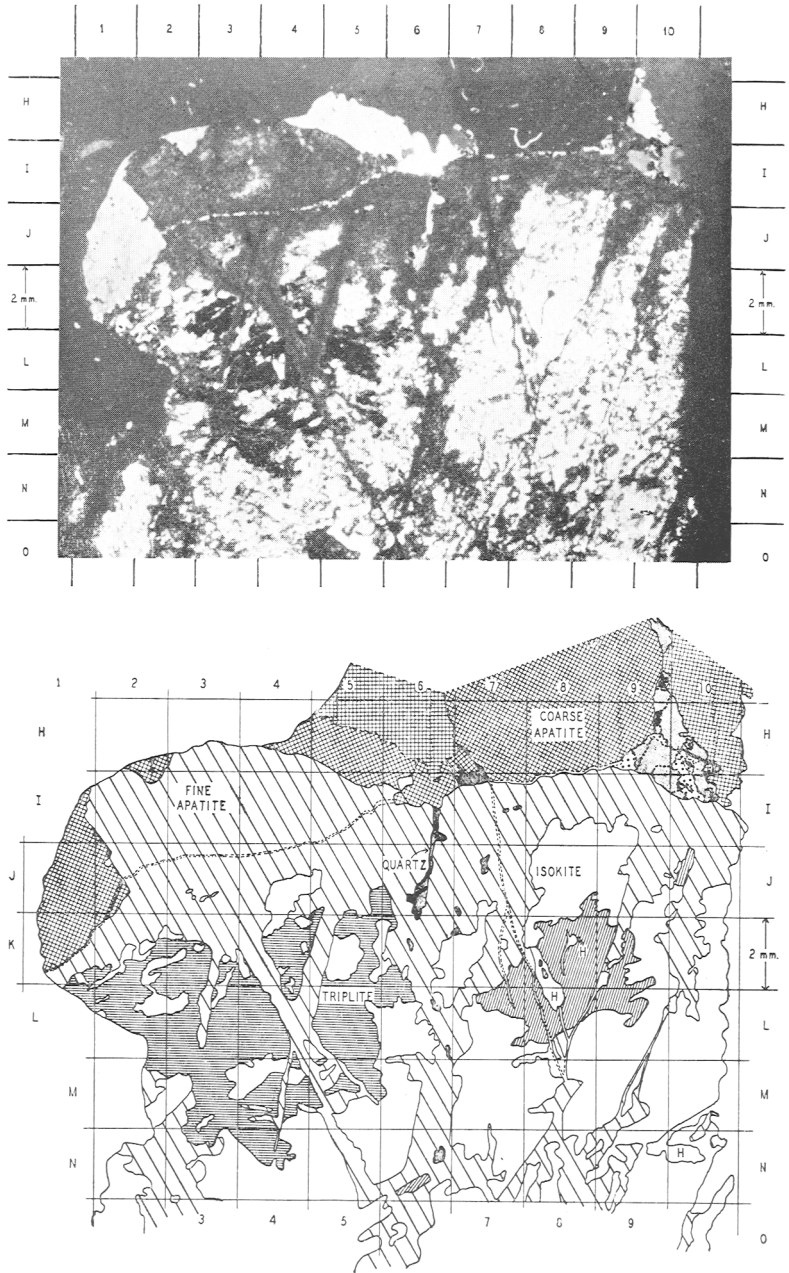 1 2 3 4 5 6 7 8 9 10
H H
I I
J J
2 mm. 2 mm.
L L
M M
N N
O O
1 2 3 4 5 6 7 8 9 10
H COARSE H
APATITE
I FINE I
APATITE
QUARTZ ISOKITE
J J
K H 2 mm.
TRIPLITE H
L L
M M
H
N N
3 4 5 7 8 9
O